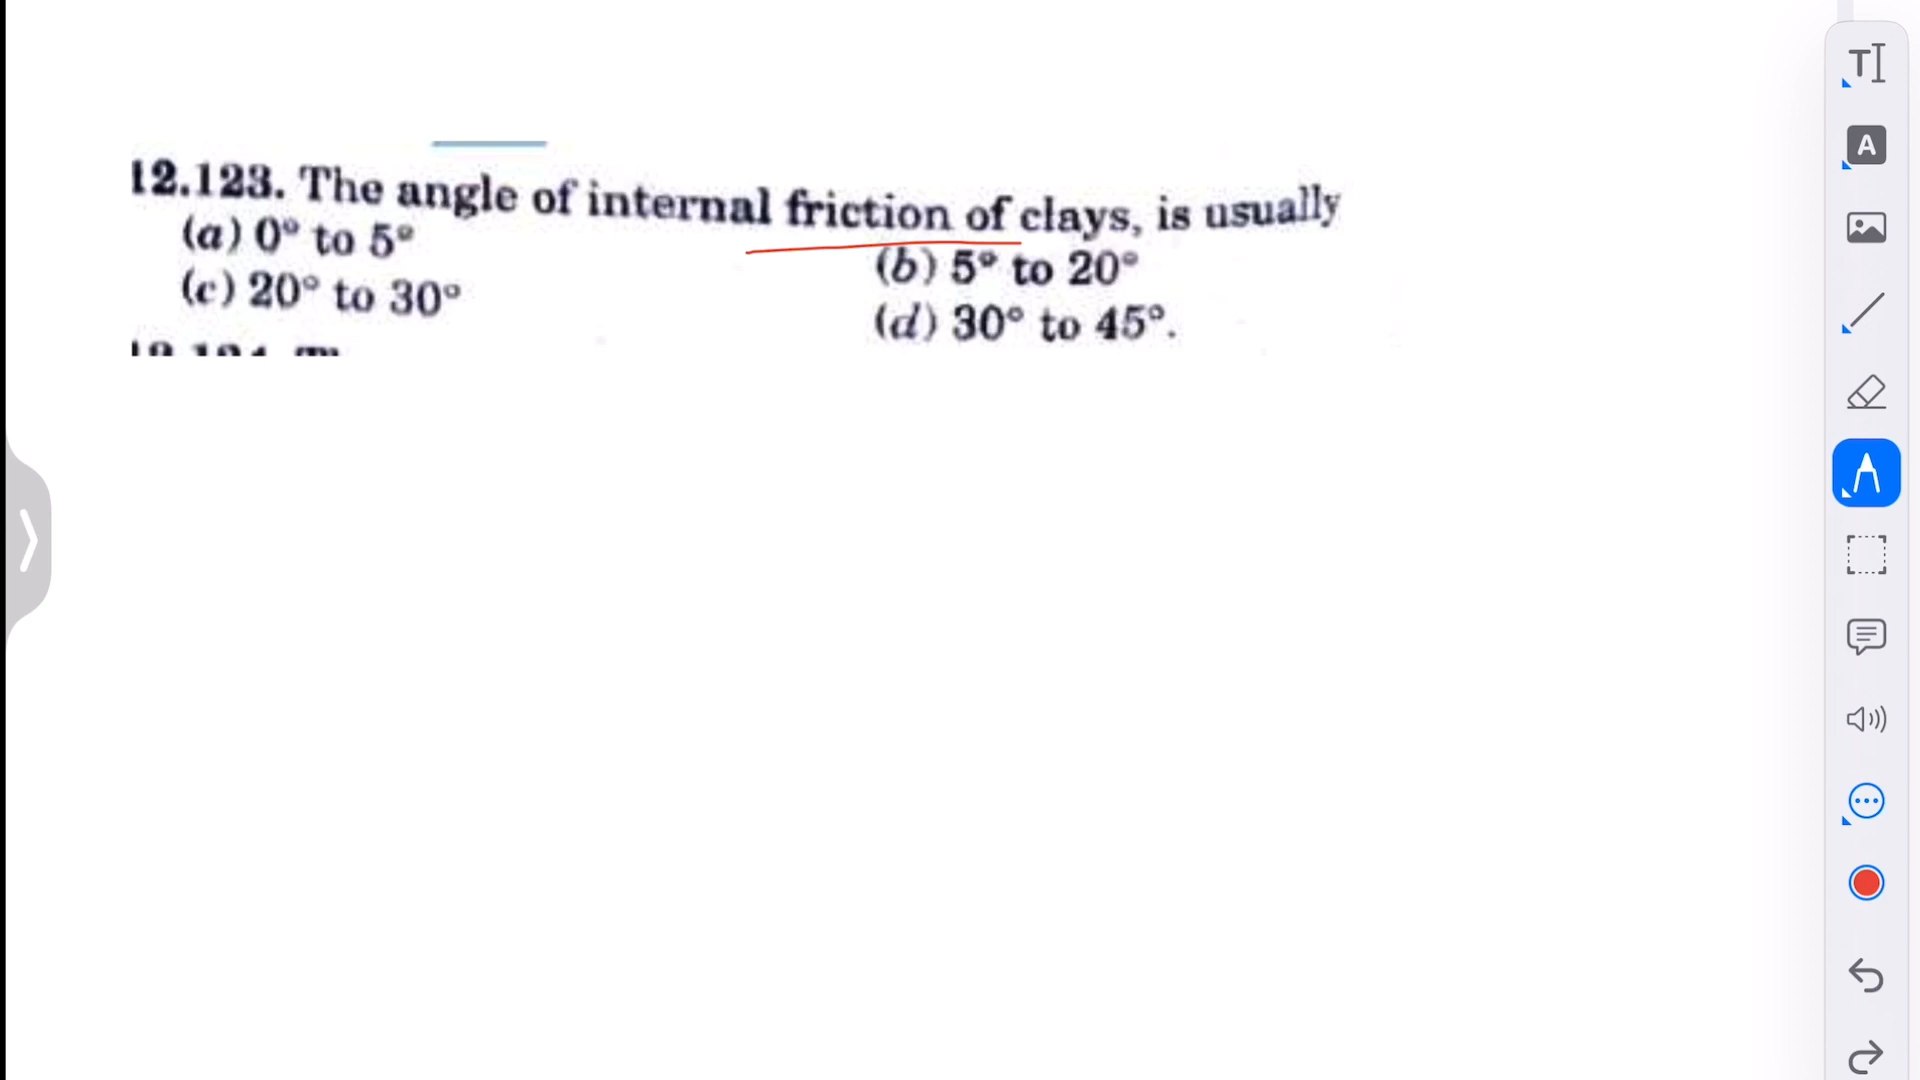 12.123. The angle of internal friction of clays, is usually
(a) 0° to 5°
(b) 5° to 20°
(c) 20° to 30°
(d) 30° to 45°.
T
A